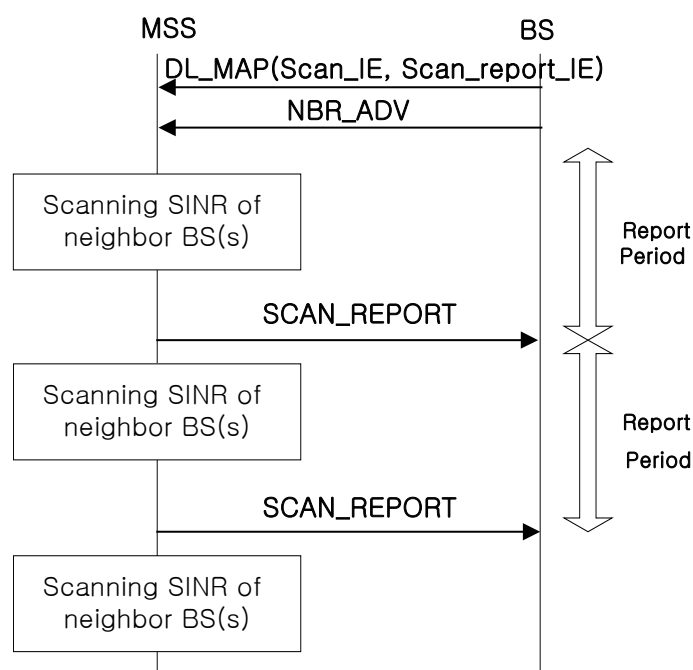 MSS
BS
DL_MAP(Scan_IE, Scan_report_IE)
NBR_ADV
Scanning SINR of
neighbor BS(s)
Report
Period
SCAN_REPORT
Scanning SINR of
neighbor BS(s)
Report
Period
SCAN_REPORT
Scanning SINR of
neighbor BS(s)